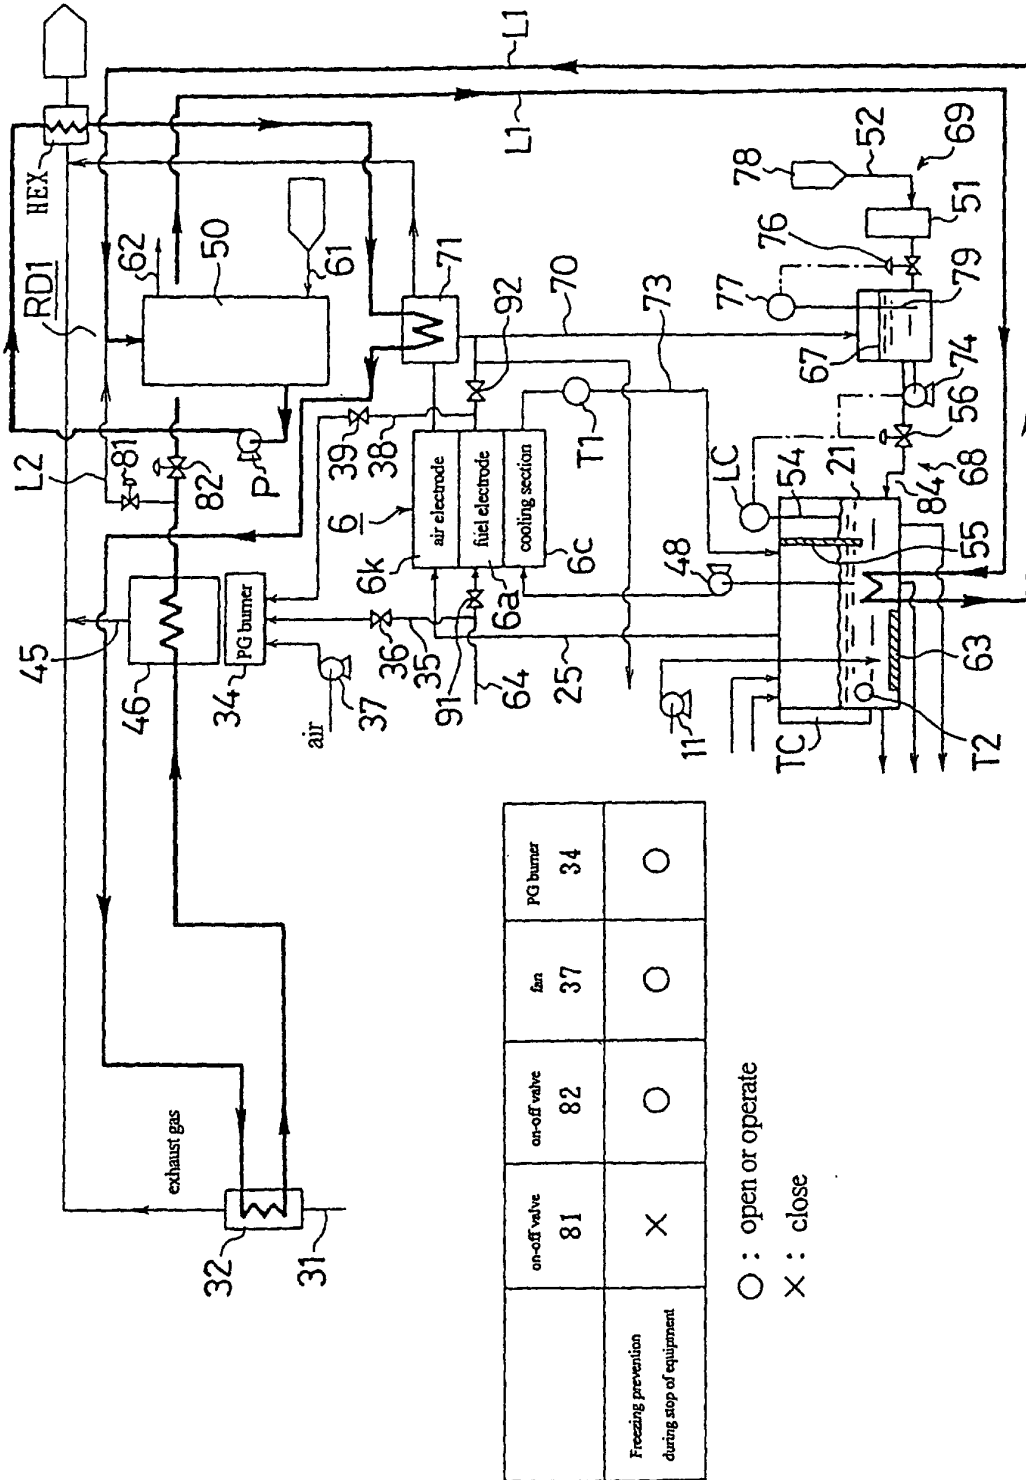 L1
L1
HEX
RD1
62
50
61
L2
81
82
P
39
38
71
92
70
73
78
52
69
51
76
77
79
67
74
56
68
84
21
LC
54
55
T1
6
6k
air electrode
fuel electrode
cooling section
6a
6c
48
45
46
34
PG burner
36
35
37
air
91
64
25
11
TC
63
T2
exhaust gas
32
31
on-off valve 81
on-off valve 82
fan 37
PG burner 34
Freezing prevention
during stop of equipment
× ○ ○ ○
○ : open or operate
× : close